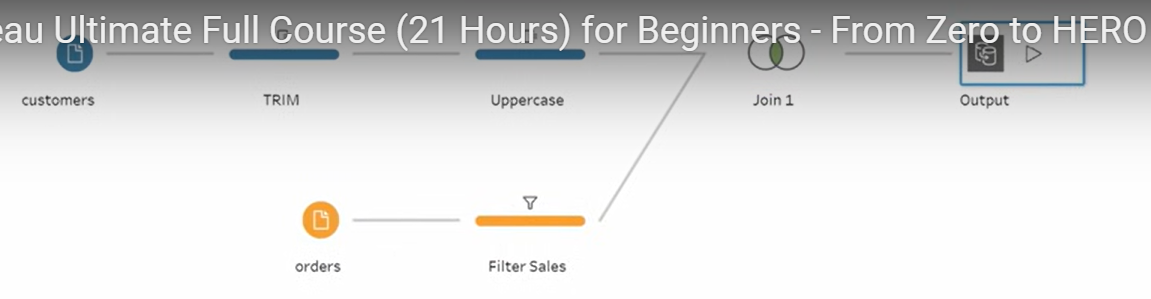 eau Ultimate Full Course (21 Hours) for Beginners - From Zero to HERO
customers TRIM Uppercase Join 1 Output
orders Filter Sales